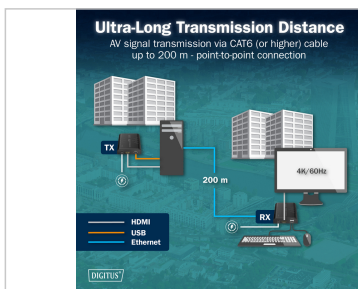 Ultra-Long Transmission Distance
AV signal transmission via CAT6 (or higher) cable
up to 200 m - point-to-point connection
TX
4K/60Hz
200 m
RX
HDMI
USB
Ethernet
DIGITUS